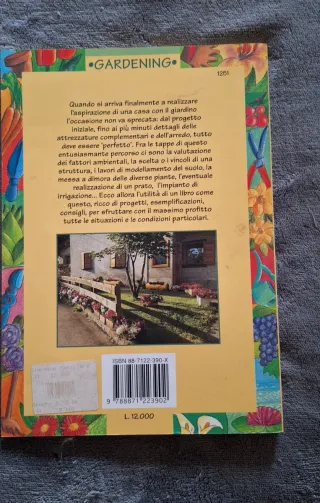 •GARDENING•
1051
Quando si arriva finalmente a realizzare
l'aspirazione di una casa con il giardino
l'occasione non va sprecata: dal progetto
iniziale, fino ai più minuti dettagli delle
attrezzature complementari e dell'arredo, tutto
deve essere 'perfetto'. Fra le tappe di questo
entusiasmante percorso ci sono la valutazione
dei fattori ambientali, la scelta o i vincoli di una
struttura, i lavori di modellamento del suolo, la
messa a dimora delle diverse piante, l'eventuale
realizzazione di un prato, l'impianto di
irrigazione... Ecco allora l'utilità di un libro come
questo, ricco di progetti, esemplificazioni,
consigli, per sfruttare con il massimo profitto
tutte le situazioni e le condizioni particolari.
ISBN 88-7122-390-X
9 788871 223902
L. 12.000